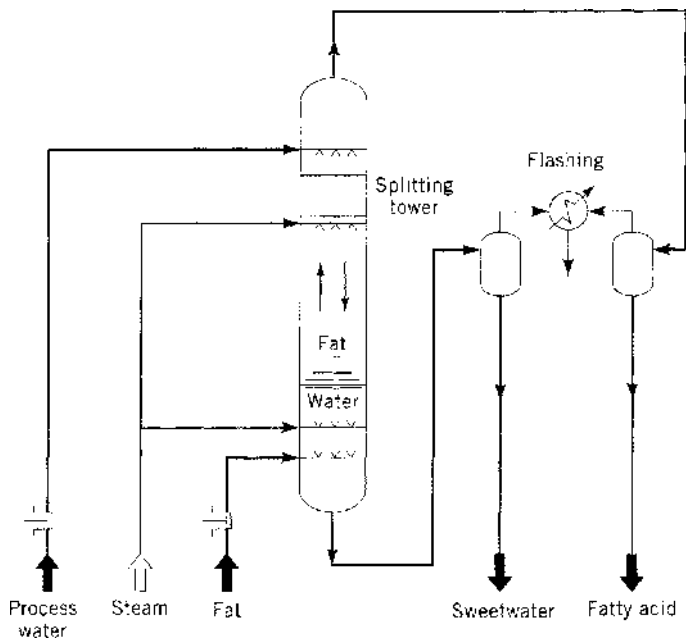 Flashing
Splitting
tower
Fat
Water
Process
water
Steam
Fat
Sweetwater
Fatty acid